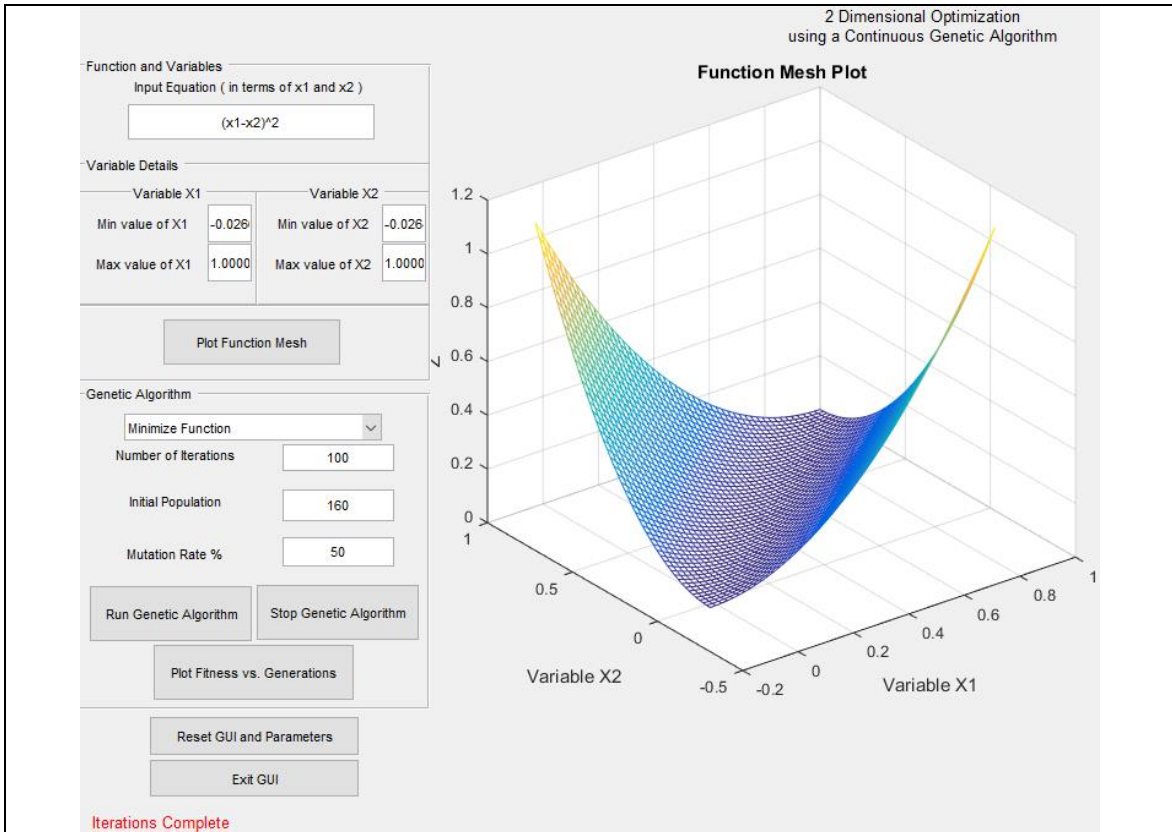 2 Dimensional Optimization
using a Continuous Genetic Algorithm
Function and Variables
Input Equation ( in terms of x1 and x2 )
(x1-x2)^2
Variable Details
Variable X1
Min value of X1
-0.026
Max value of X1
1.0000
Variable X2
Min value of X2
-0.026
Max value of X2
1.0000
Plot Function Mesh
Genetic Algorithm
Minimize Function
Number of Iterations
100
Initial Population
160
Mutation Rate %
50
Run Genetic Algorithm
Stop Genetic Algorithm
Plot Fitness vs. Generations
Reset GUI and Parameters
Exit GUI
Iterations Complete
Function Mesh Plot
1.2
1
0.8
0.6
0.4
0.2
0
1
0.5
0
-0.5
Variable X2
-0.2
0
0.2
0.4
0.6
0.8
1
Variable X1